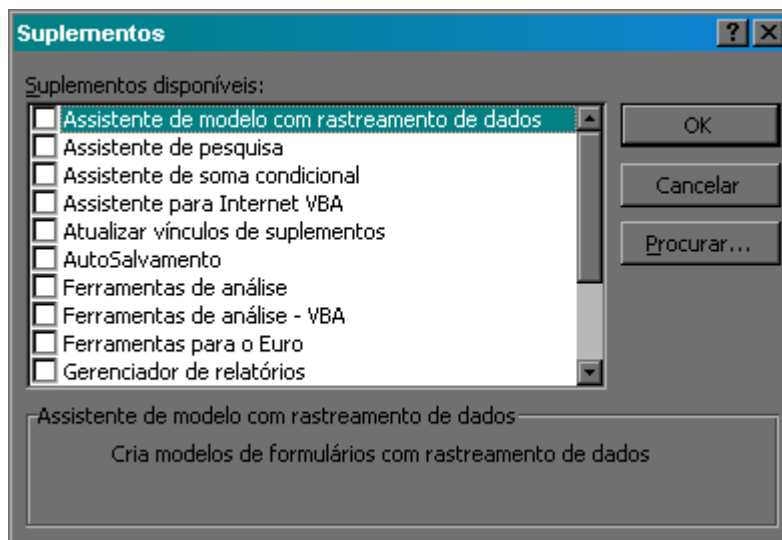 Suplementos
Suplementos disponíveis:
Assistente de modelo com rastreamento de dados
Assistente de pesquisa
Assistente de soma condicional
Assistente para Internet VBA
Atualizar vínculos de suplementos
AutoSalvamento
Ferramentas de análise
Ferramentas de análise - VBA
Ferramentas para o Euro
Gerenciador de relatórios
OK
Cancelar
Procurar...
Assistente de modelo com rastreamento de dados
Cria modelos de formulários com rastreamento de dados